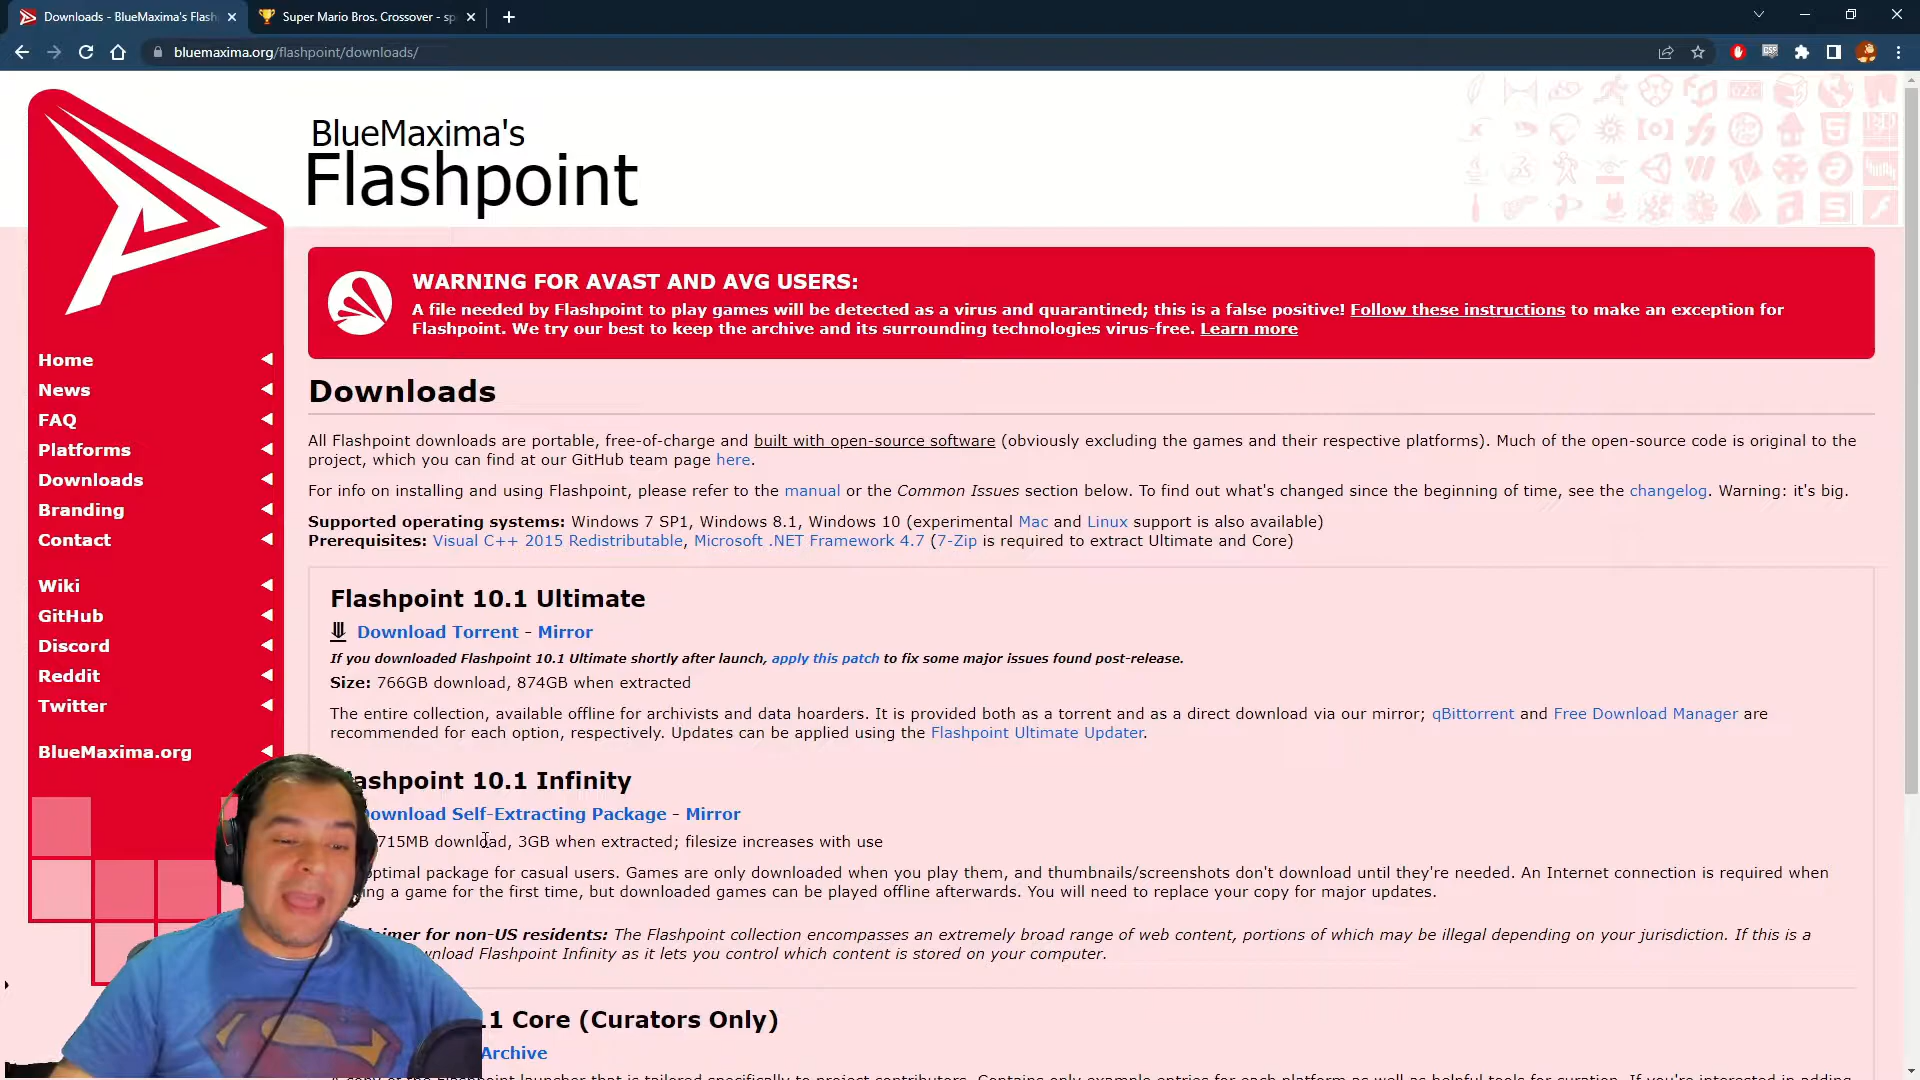 Downloads - BlueMaxima's Flash
Super Mario Bros. Crossover - sp
bluemaxima.org/flashpoint/downloads/
BlueMaxima's
Flashpoint
WARNING FOR AVAST AND AVG USERS:
A file needed by Flashpoint to play games will be detected as a virus and quarantined; this is a false positive! Follow these instructions to make an exception for
Flashpoint. We try our best to keep the archive and its surrounding technologies virus-free. Learn more
Home
News
FAQ
Platforms
Downloads
Branding
Contact
Wiki
GitHub
Discord
Reddit
Twitter
BlueMaxima.org
Downloads
All Flashpoint downloads are portable, free-of-charge and built with open-source software (obviously excluding the games and their respective platforms). Much of the open-source code is original to the
project, which you can find at our GitHub team page here.
For info on installing and using Flashpoint, please refer to the manual or the Common Issues section below. To find out what's changed since the beginning of time, see the changelog. Warning: it's big.
Supported operating systems: Windows 7 SP1, Windows 8.1, Windows 10 (experimental Mac and Linux support is also available)
Prerequisites: Visual C++ 2015 Redistributable, Microsoft .NET Framework 4.7 (7-Zip is required to extract Ultimate and Core)
Flashpoint 10.1 Ultimate
Download Torrent - Mirror
If you downloaded Flashpoint 10.1 Ultimate shortly after launch, apply this patch to fix some major issues found post-release.
Size: 766GB download, 874GB when extracted
The entire collection, available offline for archivists and data hoarders. It is provided both as a torrent and as a direct download via our mirror; qBittorrent and Free Download Manager are
recommended for each option, respectively. Updates can be applied using the Flashpoint Ultimate Updater.
ashpoint 10.1 Infinity
ownload Self-Extracting Package - Mirror
715MB download, 3GB when extracted; filesize increases with use
optimal package for casual users. Games are only downloaded when you play them, and thumbnails/screenshots don't download until they're needed. An Internet connection is required when
ing a game for the first time, but downloaded games can be played offline afterwards. You will need to replace your copy for major updates.
aimer for non-US residents: The Flashpoint collection encompasses an extremely broad range of web content, portions of which may be illegal depending on your jurisdiction. If this is a
wnload Flashpoint Infinity as it lets you control which content is stored on your computer.
.1 Core (Curators Only)
Archive